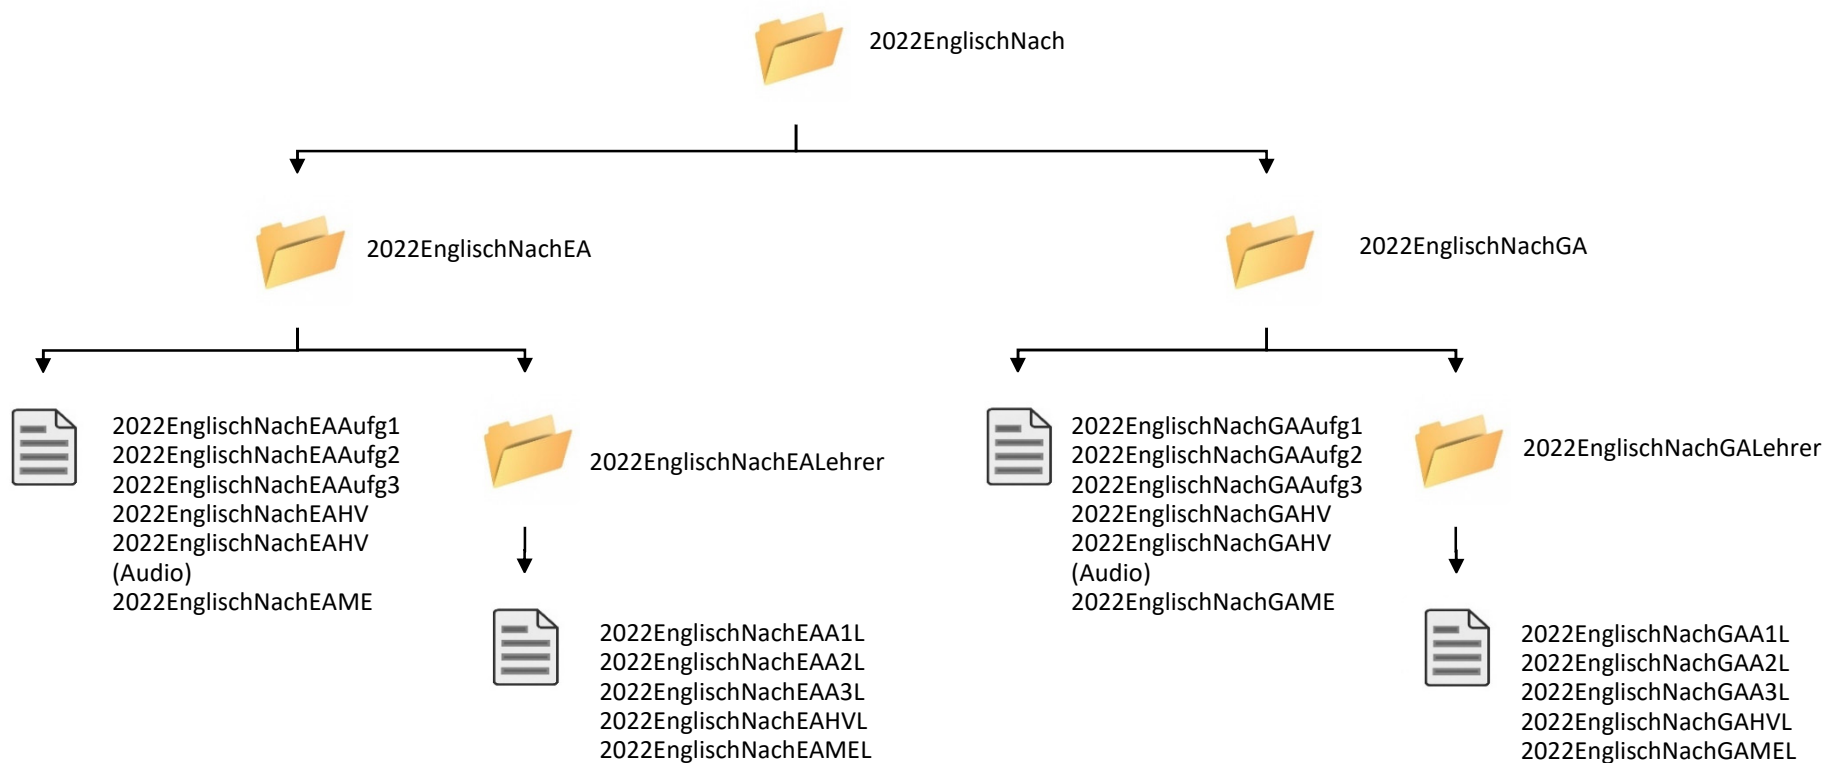 2022EnglischNach
2022EnglischNachEA
2022EnglischNachGA
2022EnglischNachEAAufg1
2022EnglischNachEAAufg2
2022EnglischNachEAAufg3
2022EnglischNachEAHV
2022EnglischNachEAHV
(Audio)
2022EnglischNachEAME
2022EnglischNachEALehrer
2022EnglischNachEAA1L
2022EnglischNachEAA2L
2022EnglischNachEAA3L
2022EnglischNachEAHVL
2022EnglischNachEAMEL
2022EnglischNachGAAufg1
2022EnglischNachGAAufg2
2022EnglischNachGAAufg3
2022EnglischNachGAHV
2022EnglischNachGAHV
(Audio)
2022EnglischNachGAME
2022EnglischNachGALehrer
2022EnglischNachGAA1L
2022EnglischNachGAA2L
2022EnglischNachGAA3L
2022EnglischNachGAHVL
2022EnglischNachGAMEL